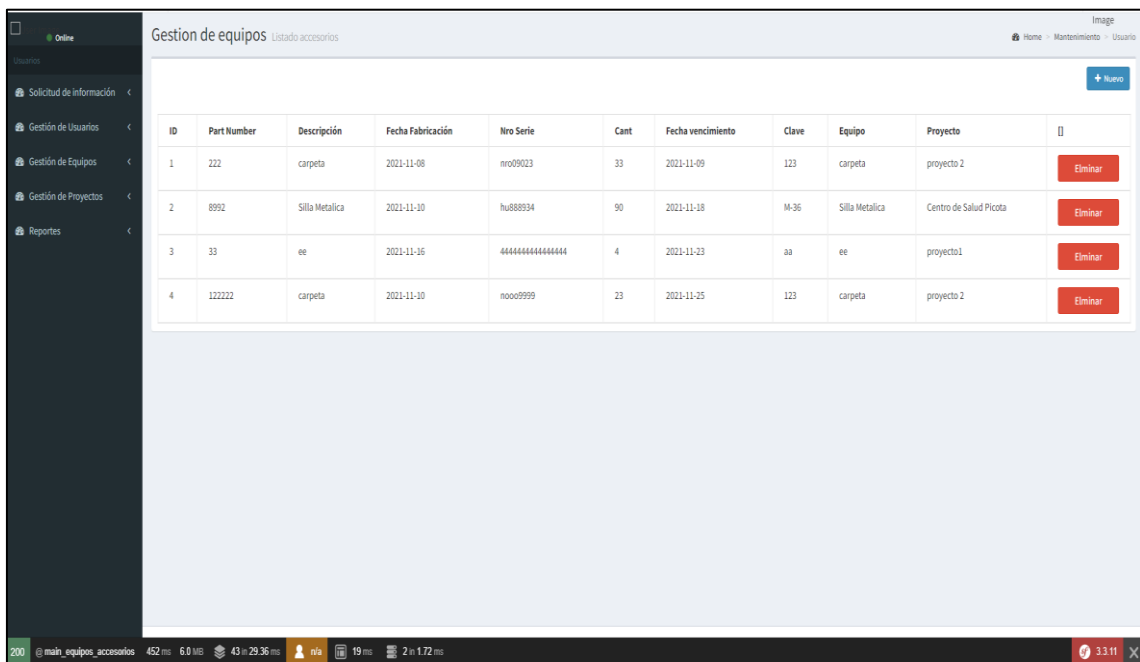 Image
Online
Gestion de equipos Listado accesorios
Home > Mantenimiento > Usuario
Usuarios
+ Nuevo
Solicitud de información
Gestión de Usuarios
Gestión de Equipos
Gestión de Proyectos
Reportes
ID Part Number Descripción Fecha Fabricación Nro Serie Cant Fecha vencimiento Clave Equipo Proyecto []
1 222 carpeta 2021-11-08 nro09023 33 2021-11-09 123 carpeta proyecto 2 Elminar
2 8992 Silla Metalica 2021-11-10 hu888934 90 2021-11-18 M-36 Silla Metalica Centro de Salud Picota Elminar
3 33 ee 2021-11-16 4444444444444444 4 2021-11-23 aa ee proyecto1 Elminar
4 122222 carpeta 2021-11-10 nooo9999 23 2021-11-25 123 carpeta proyecto 2 Elminar
200 @ main_equipos_accesorios 452 ms 6.0 MB 43 in 29.36 ms n/a 19 ms 2 in 1.72 ms sf 3.3.11 X